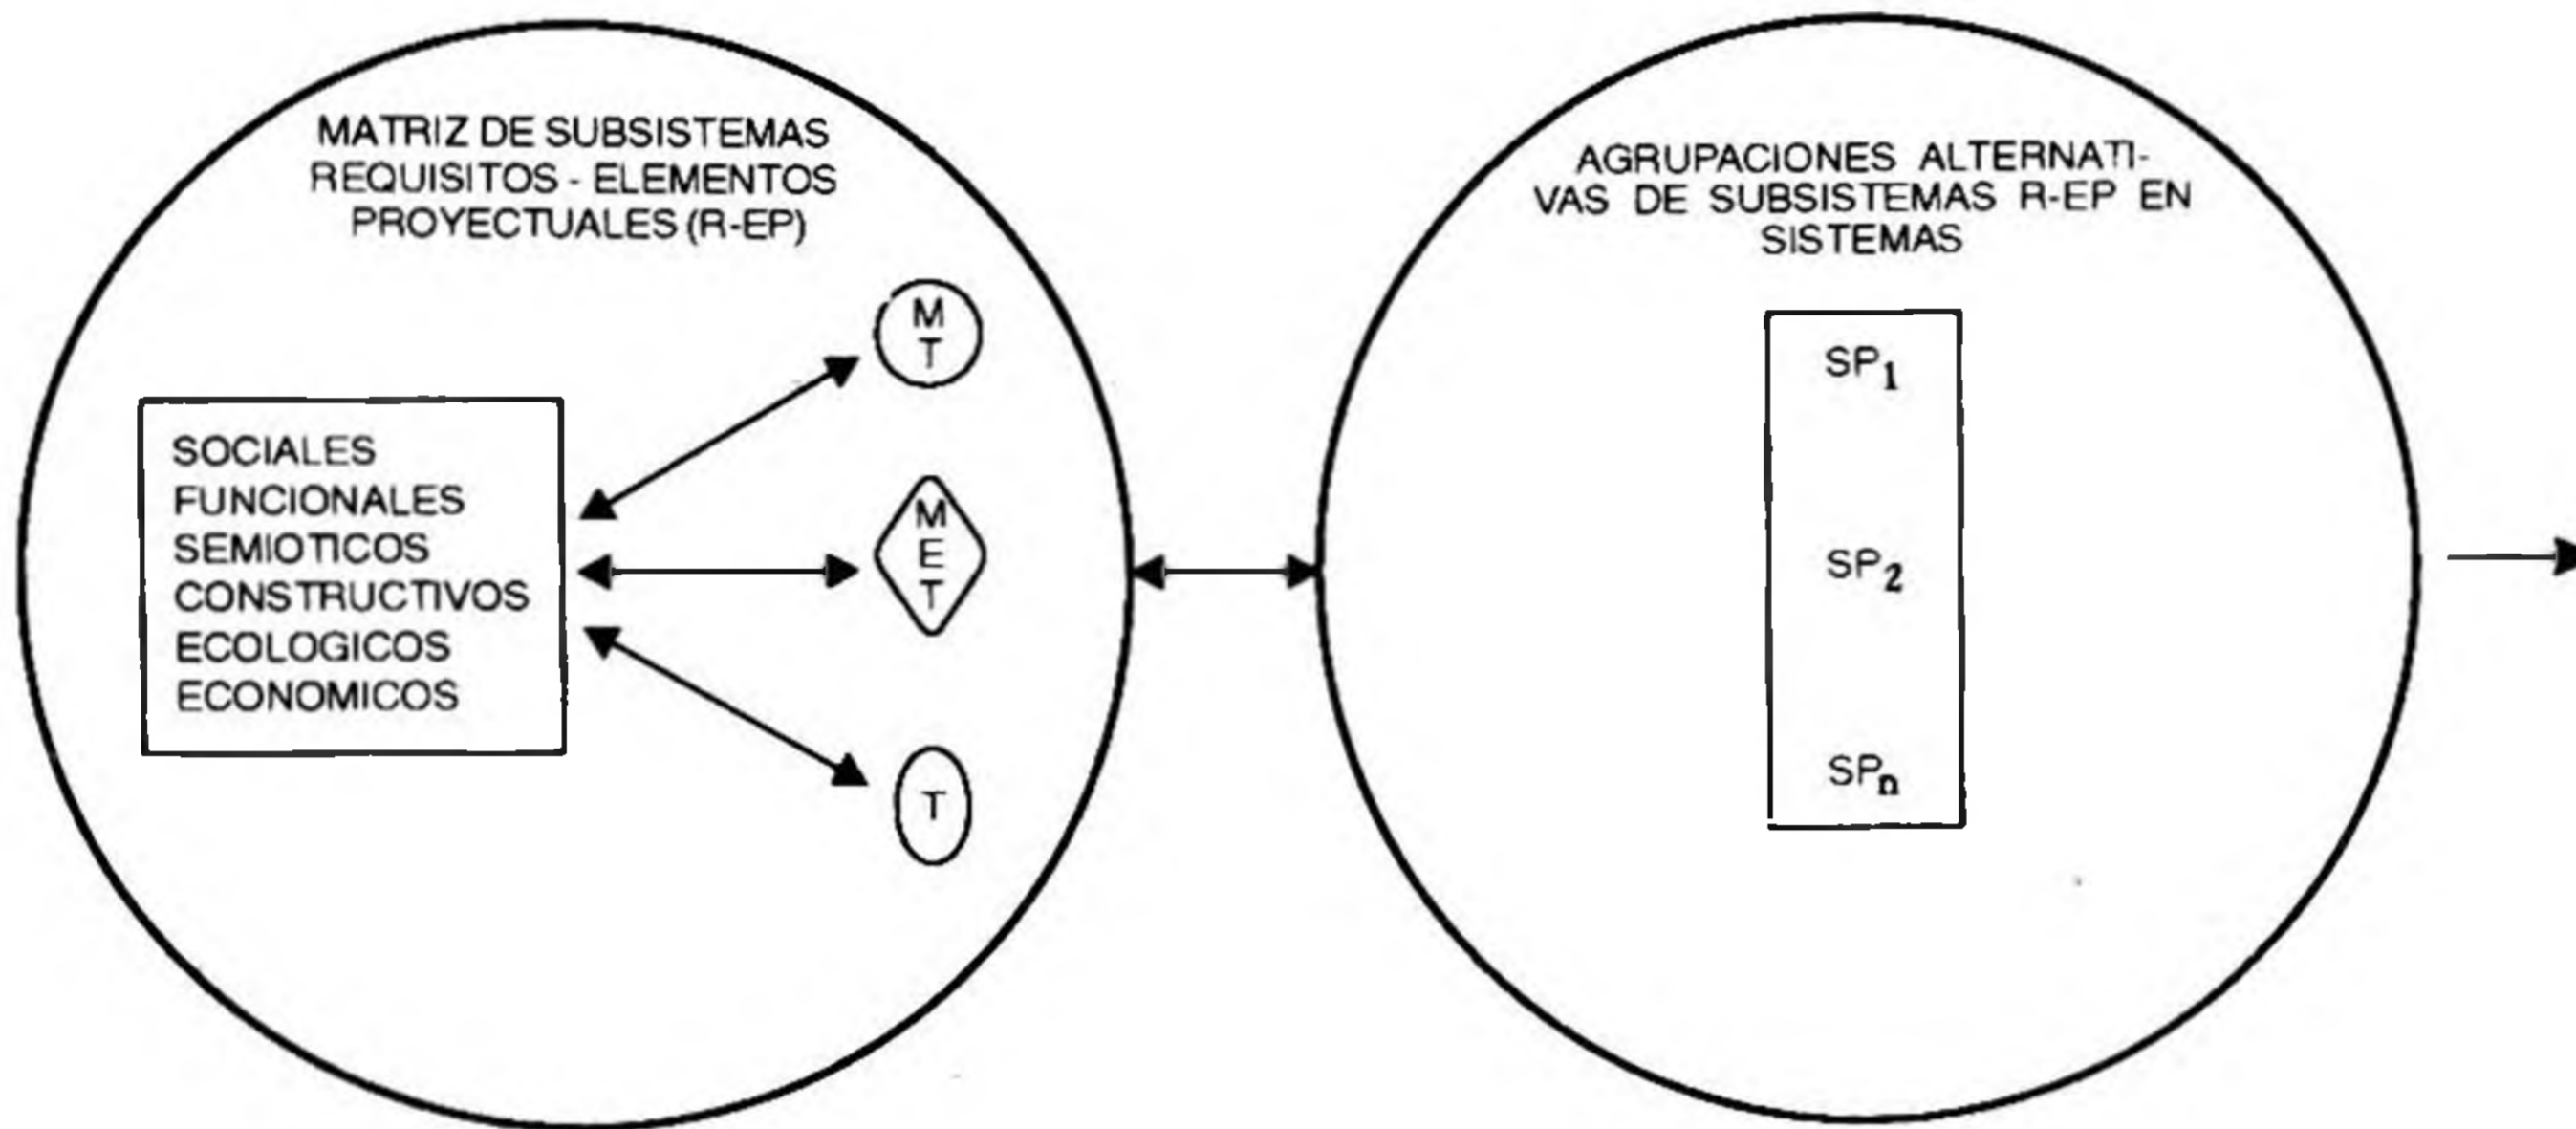 MATRIZ DE SUBSISTEMAS
REQUISITOS - ELEMENTOS
PROYECTUALES (R-EP)
M
T
SOCIALES
FUNCIONALES
SEMIOTICOS
CONSTRUCTIVOS
ECOLOGICOS
ECONOMICOS
M
E
T
T
AGRUPACIONES ALTERNATI-
VAS DE SUBSISTEMAS R-EP EN
SISTEMAS
SP1
SP2
SPn